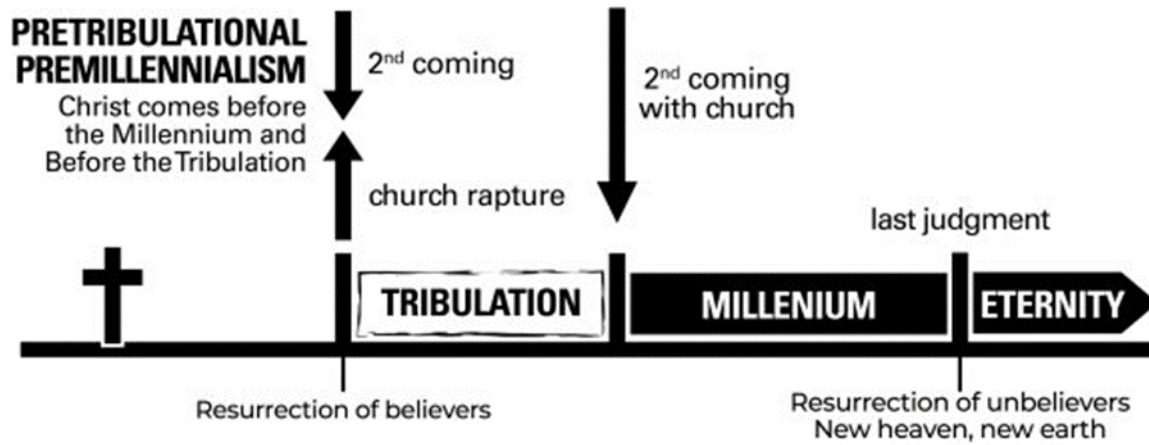 PRETRIBULATIONAL
PREMILLENNIALISM
Christ comes before
the Millennium and
Before the Tribulation
2nd coming
church rapture
2nd coming
with church
last judgment
TRIBULATION
MILLENIUM
ETERNITY
Resurrection of believers
Resurrection of unbelievers
New heaven, new earth